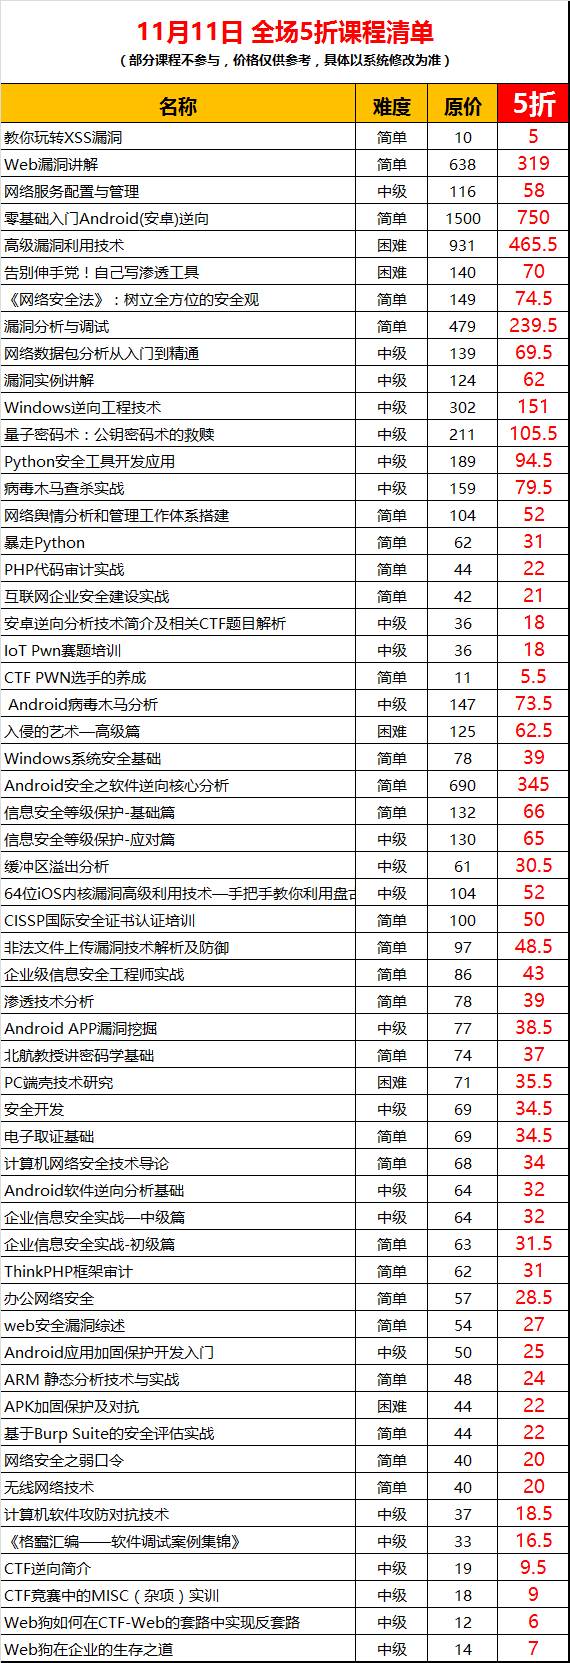 11月11日 全场5折课程清单
（部分课程不参与，价格仅供参考，具体以系统修改为准）
名称 难度 原价 5折
教你玩转XSS漏洞 简单 10 5
Web漏洞讲解 简单 638 319
网络服务配置与管理 中级 116 58
零基础入门Android(安卓)逆向 简单 1500 750
高级漏洞利用技术 困难 931 465.5
告别伸手党！自己写渗透工具 困难 140 70
《网络安全法》：树立全方位的安全观 简单 149 74.5
漏洞分析与调试 简单 479 239.5
网络数据包分析从入门到精通 中级 139 69.5
漏洞实例讲解 中级 124 62
Windows逆向工程技术 中级 302 151
量子密码术：公钥密码术的救赎 中级 211 105.5
Python安全工具开发应用 中级 189 94.5
病毒木马查杀实战 中级 159 79.5
网络舆情分析和管理工作体系搭建 简单 104 52
暴走Python 简单 62 31
PHP代码审计实战 简单 44 22
互联网企业安全建设实战 简单 42 21
安卓逆向分析技术简介及相关CTF题目解析 中级 36 18
IoT Pwn赛题培训 中级 36 18
CTF PWN选手的养成 简单 11 5.5
Android病毒木马分析 中级 147 73.5
入侵的艺术—高级篇 困难 125 62.5
Windows系统安全基础 简单 78 39
Android安全之软件逆向核心分析 简单 690 345
信息安全等级保护-基础篇 简单 132 66
信息安全等级保护-应对篇 中级 130 65
缓冲区溢出分析 中级 61 30.5
64位iOS内核漏洞高级利用技术—手把手教你利用盘古 中级 104 52
CISSP国际安全证书认证培训 简单 100 50
非法文件上传漏洞技术解析及防御 简单 97 48.5
企业级信息安全工程师实战 简单 86 43
渗透技术分析 简单 78 39
Android APP漏洞挖掘 中级 77 38.5
北航教授讲密码学基础 简单 74 37
PC端壳技术研究 困难 71 35.5
安全开发 中级 69 34.5
电子取证基础 简单 69 34.5
计算机网络安全技术导论 简单 68 34
Android软件逆向分析基础 中级 64 32
企业信息安全实战—中级篇 中级 64 32
企业信息安全实战-初级篇 简单 63 31.5
ThinkPHP框架审计 简单 62 31
办公网络安全 简单 57 28.5
web安全漏洞综述 简单 54 27
Android应用加固保护开发入门 中级 50 25
ARM 静态分析技术与实战 简单 48 24
APK加固保护及对抗 困难 44 22
基于Burp Suite的安全评估实战 简单 44 22
网络安全之弱口令 简单 40 20
无线网络技术 简单 40 20
计算机软件攻防对抗技术 中级 37 18.5
《格蠹汇编——软件调试案例集锦》 中级 33 16.5
CTF逆向简介 中级 19 9.5
CTF竞赛中的MISC（杂项）实训 中级 18 9
Web狗如何在CTF-Web的套路中实现反套路 中级 12 6
Web狗在企业的生存之道 中级 14 7